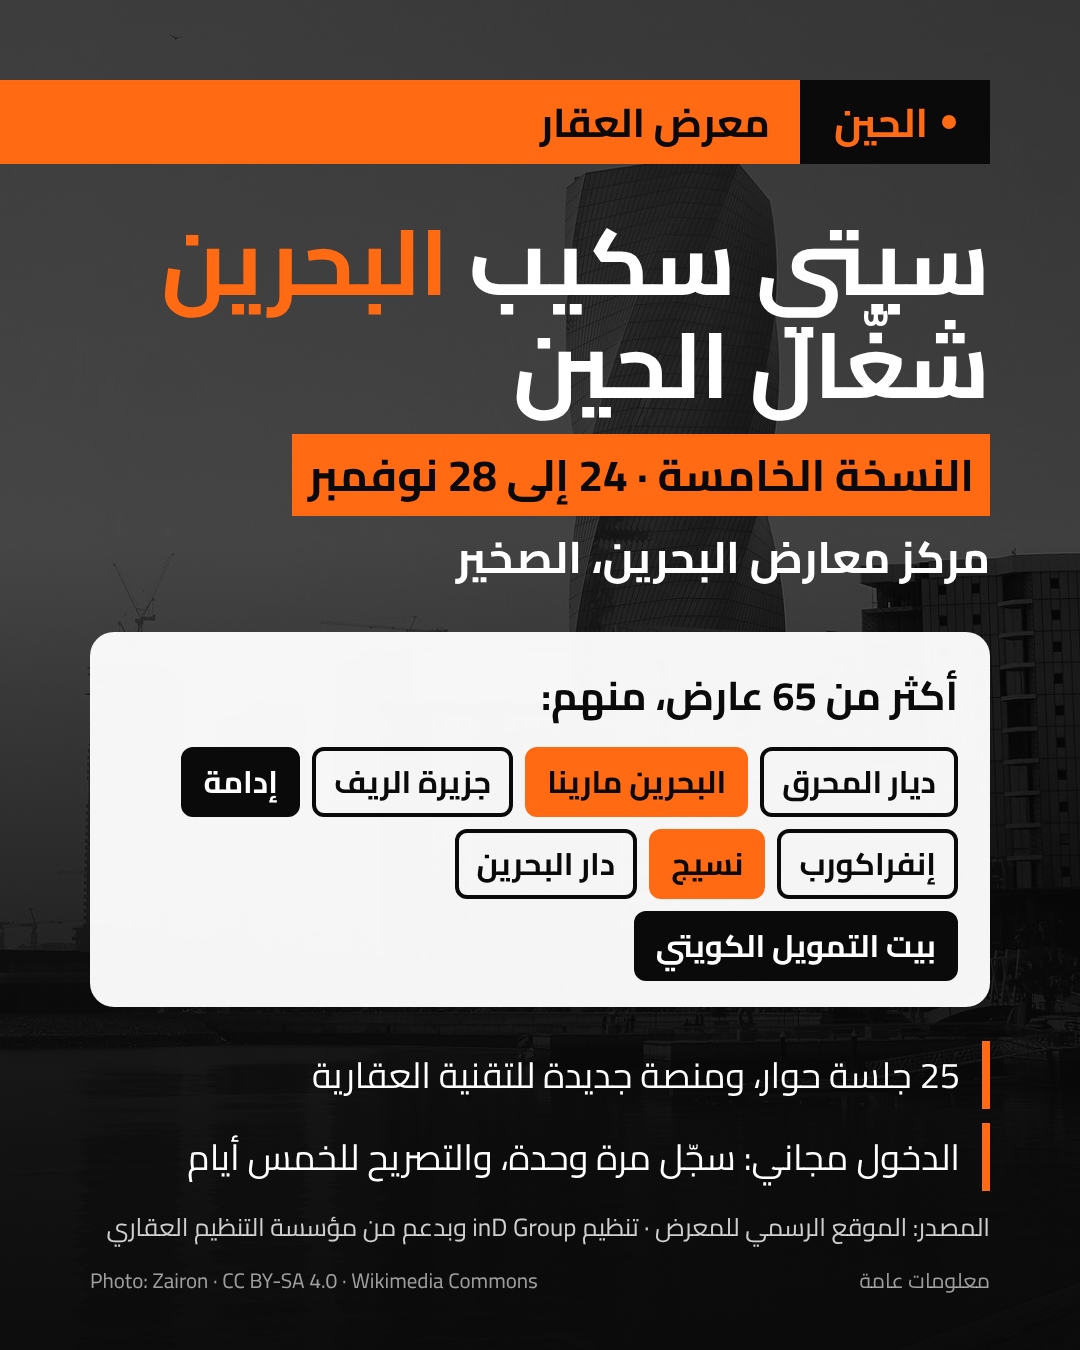 • الحين
معرض العقار
سيتي سكيب البحرين
شغّال الحين
النسخة الخامسة · 24 إلى 28 نوفمبر
مركز معارض البحرين، الصخير
أكثر من 65 عارض، منهم:
ديار المحرق
البحرين مارينا
جزيرة الريف
إدامة
إنفراكورب
نسيج
دار البحرين
بيت التمويل الكويتي
25 جلسة حوار، ومنصة جديدة للتقنية العقارية
الدخول مجاني: سجّل مرة وحدة، والتصريح للخمس أيام
المصدر: الموقع الرسمي للمعرض · تنظيم inD Group وبدعم من مؤسسة التنظيم العقاري
معلومات عامة
Photo: Zairon · CC BY-SA 4.0 · Wikimedia Commons